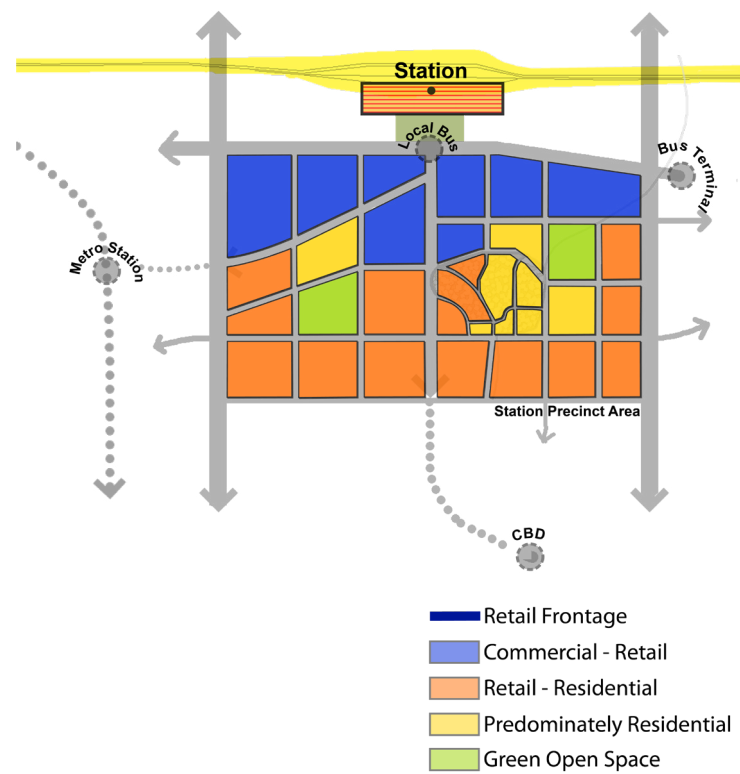 Station
Local Bus
Bus Terminal
Metro Station
Station Precinct Area
CBD
Retail Frontage
Commercial - Retail
Retail - Residential
Predominately Residential
Green Open Space